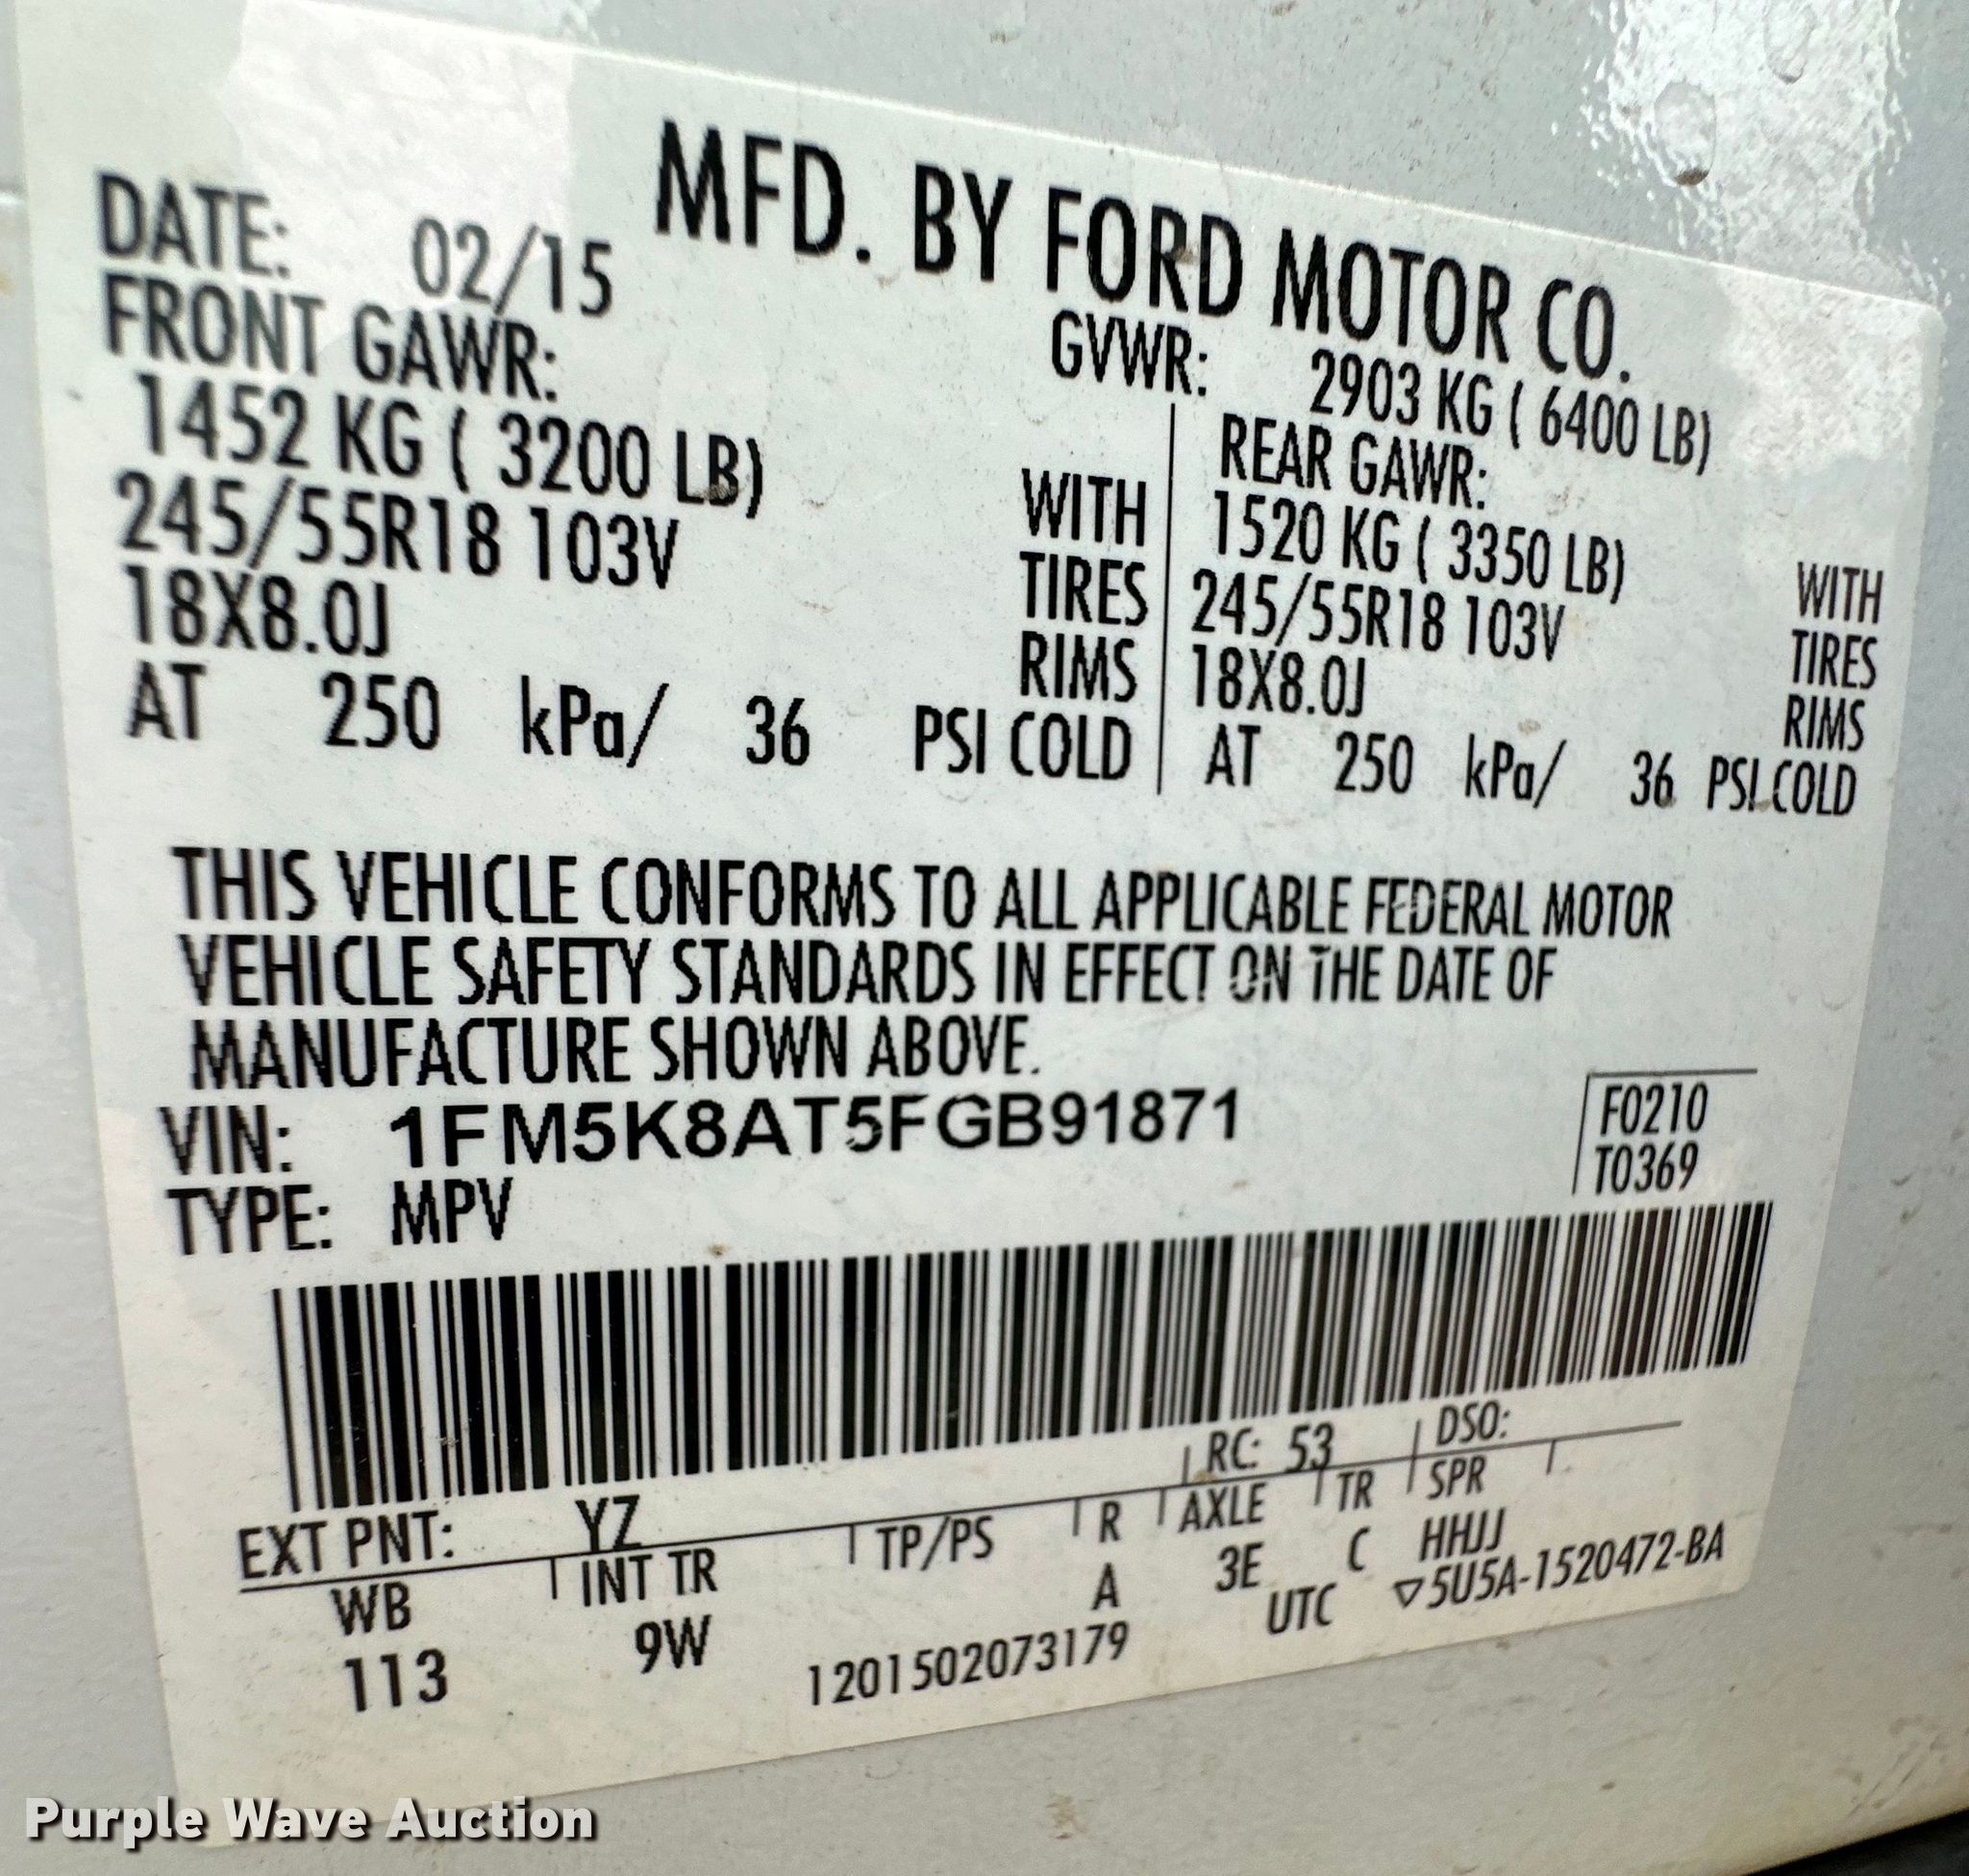 MFD. BY FORD MOTOR CO.
DATE: 02/15
GVWR: 2903 KG ( 6400 LB)
FRONT GAWR:
1452 KG ( 3200 LB) WITH
245/55R18 103V TIRES
18X8.0J RIMS
AT 250 kPa/ 36 PSI COLD
REAR GAWR:
1520 KG ( 3350 LB) WITH
245/55R18 103V TIRES
18X8.0J RIMS
AT 250 kPa/ 36 PSI COLD
THIS VEHICLE CONFORMS TO ALL APPLICABLE FEDERAL MOTOR
VEHICLE SAFETY STANDARDS IN EFFECT ON THE DATE OF
MANUFACTURE SHOWN ABOVE.
VIN: 1FM5K8AT5FGB91871
F0210
TYPE: MPV
T0369
EXT PNT: YZ RC: 53 DSO:
WB INT TR TP/PS R AXLE TR SPR
113 9W A 3E C HHJJ
1201502073179 UTC ▽5U5A-1520472-BA
Purple Wave Auction